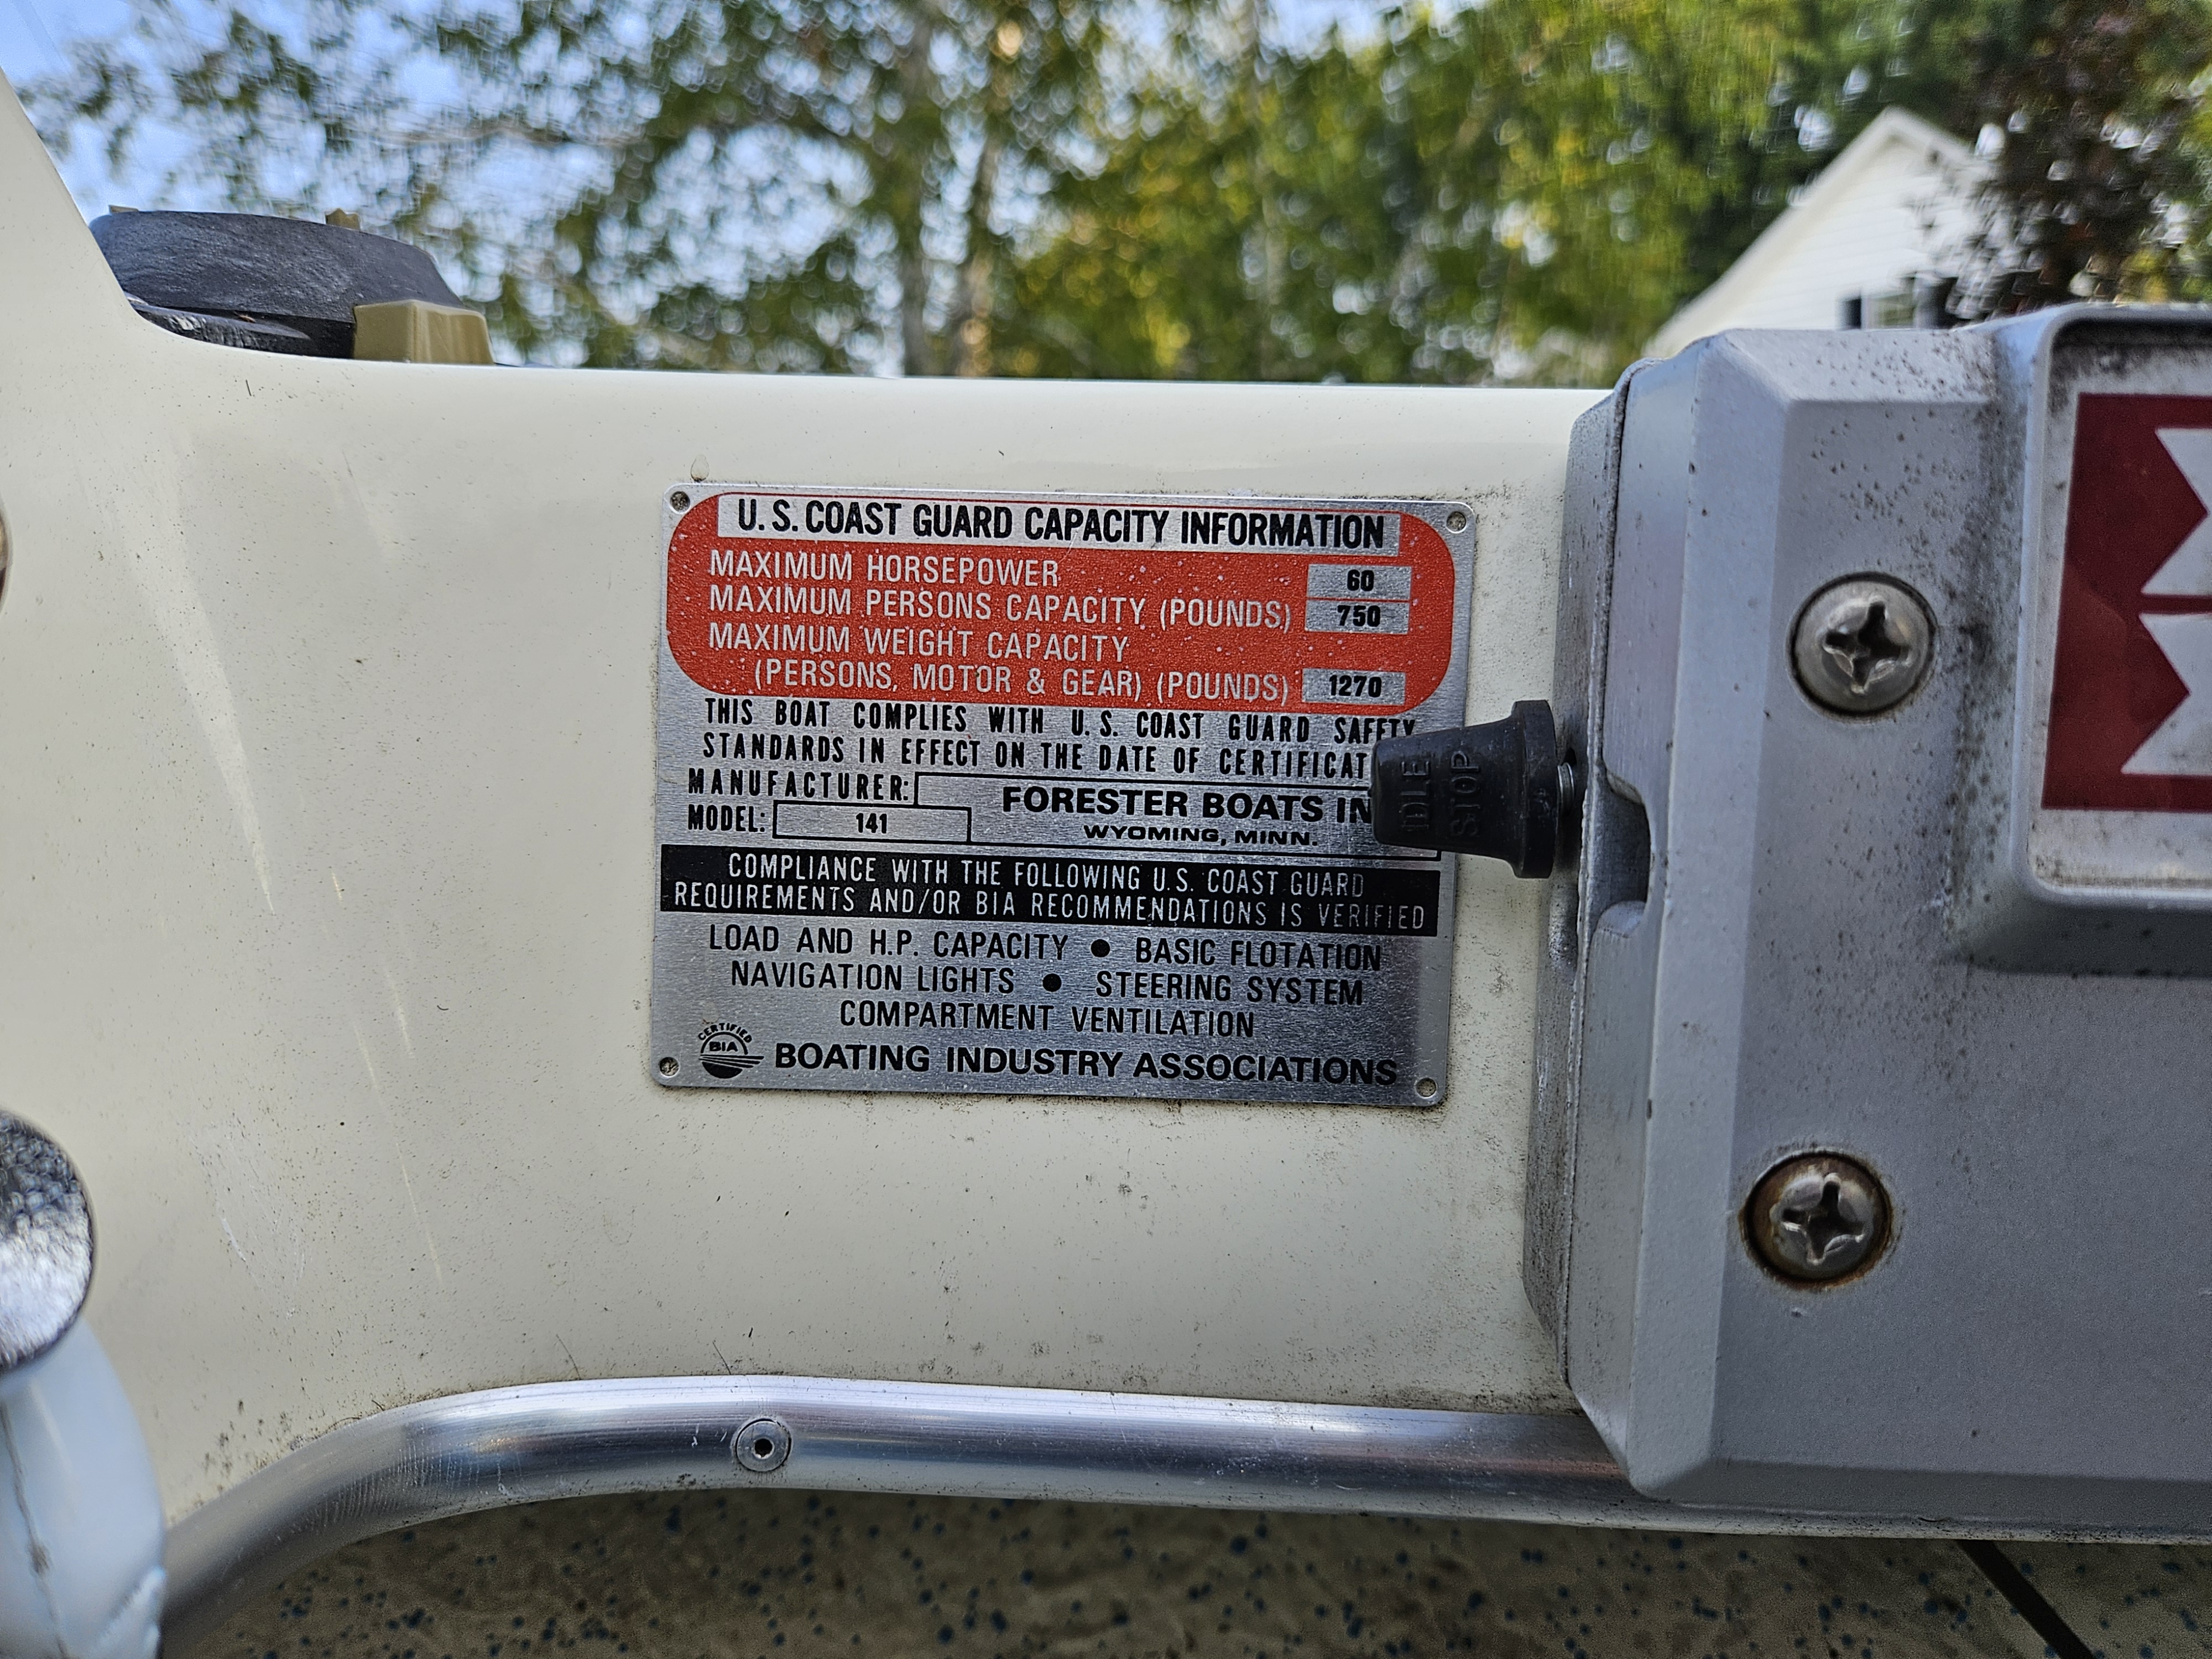 U. S. COAST GUARD CAPACITY INFORMATION
MAXIMUM HORSEPOWER 60
MAXIMUM PERSONS CAPACITY (POUNDS) 750
MAXIMUM WEIGHT CAPACITY
(PERSONS, MOTOR & GEAR) (POUNDS) 1270
THIS BOAT COMPLIES WITH U. S. COAST GUARD SAFETY
STANDARDS IN EFFECT ON THE DATE OF CERTIFICAT
MANUFACTURER: FORESTER BOATS IN
MODEL: 141 WYOMING, MINN.
IDLE
STOP
COMPLIANCE WITH THE FOLLOWING U.S. COAST GUARD
REQUIREMENTS AND/OR BIA RECOMMENDATIONS IS VERIFIED
LOAD AND H.P. CAPACITY ● BASIC FLOTATION
NAVIGATION LIGHTS ● STEERING SYSTEM
COMPARTMENT VENTILATION
CERTIFIED
BIA
BOATING INDUSTRY ASSOCIATIONS